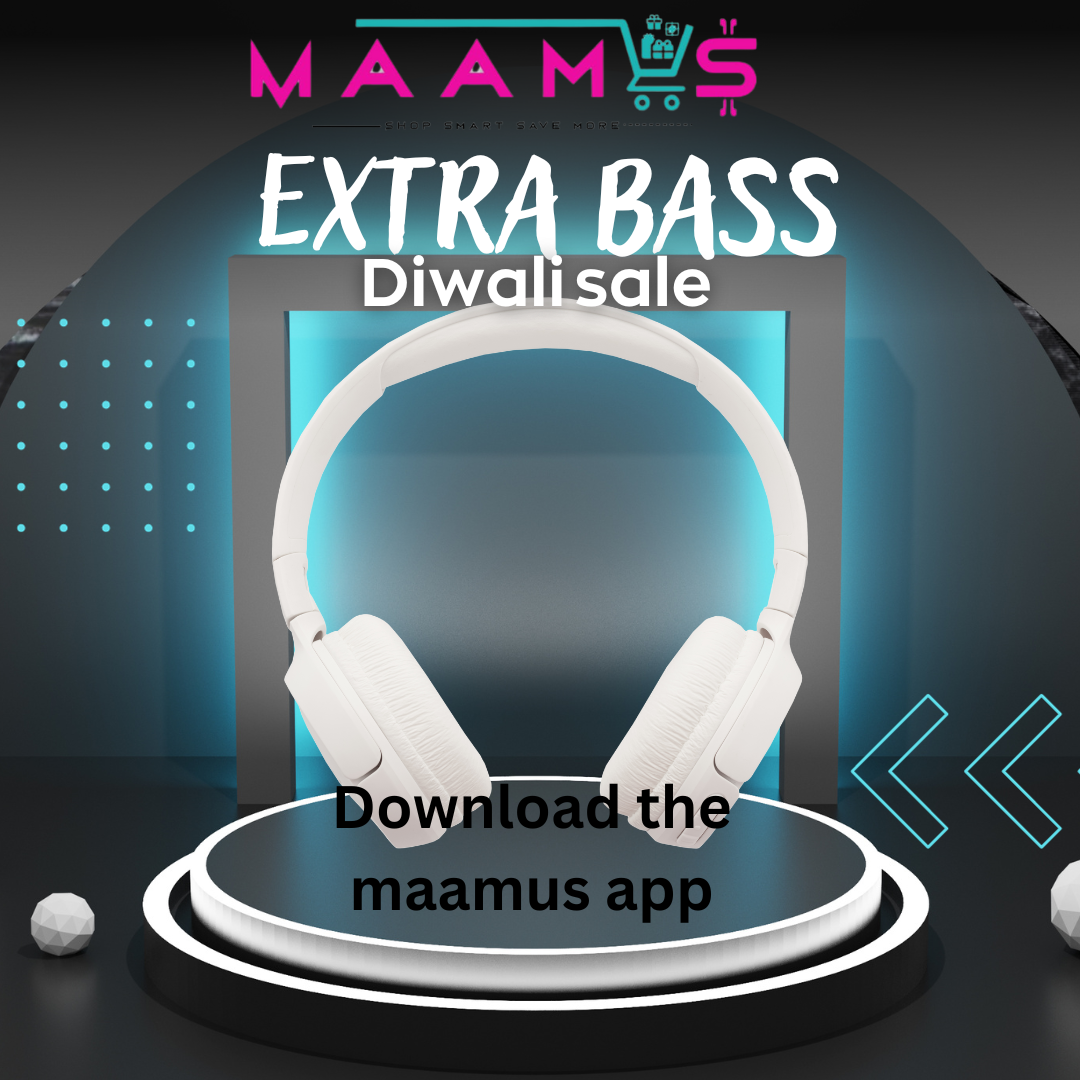 MAAMUS
SHOP SMART SAVE MORE
EXTRA BASS
Diwali sale
Download the
maamus app